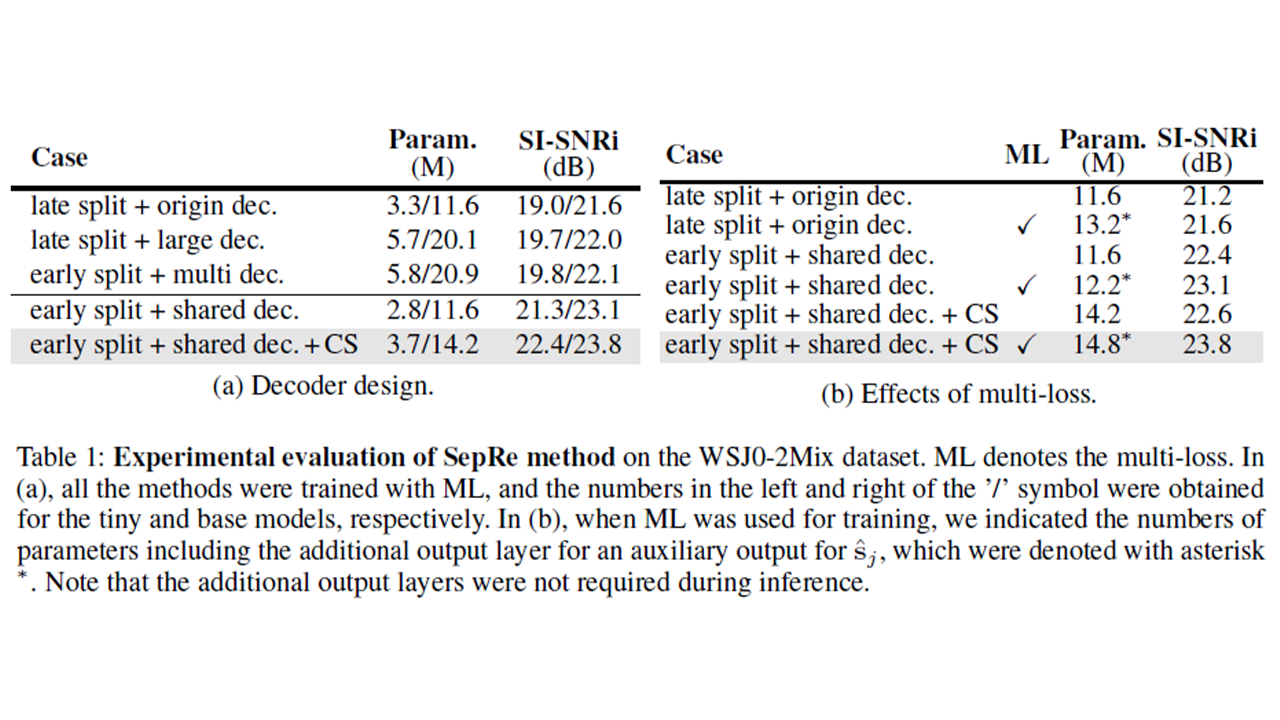 Case Param. (M) SI-SNRi (dB)
late split + origin dec. 3.3/11.6 19.0/21.6
late split + large dec. 5.7/20.1 19.7/22.0
early split + multi dec. 5.8/20.9 19.8/22.1
early split + shared dec. 2.8/11.6 21.3/23.1
early split + shared dec. + CS 3.7/14.2 22.4/23.8
(a) Decoder design.
Case ML Param. (M) SI-SNRi (dB)
late split + origin dec. 11.6 21.2
late split + origin dec. ✓ 13.2* 21.6
early split + shared dec. 11.6 22.4
early split + shared dec. ✓ 12.2* 23.1
early split + shared dec. + CS 14.2 22.6
early split + shared dec. + CS ✓ 14.8* 23.8
(b) Effects of multi-loss.
Table 1: Experimental evaluation of SepRe method on the WSJ0-2Mix dataset. ML denotes the multi-loss. In
(a), all the methods were trained with ML, and the numbers in the left and right of the '/' symbol were obtained
for the tiny and base models, respectively. In (b), when ML was used for training, we indicated the numbers of
parameters including the additional output layer for an auxiliary output for ŝⱼ, which were denoted with asterisk
*. Note that the additional output layers were not required during inference.